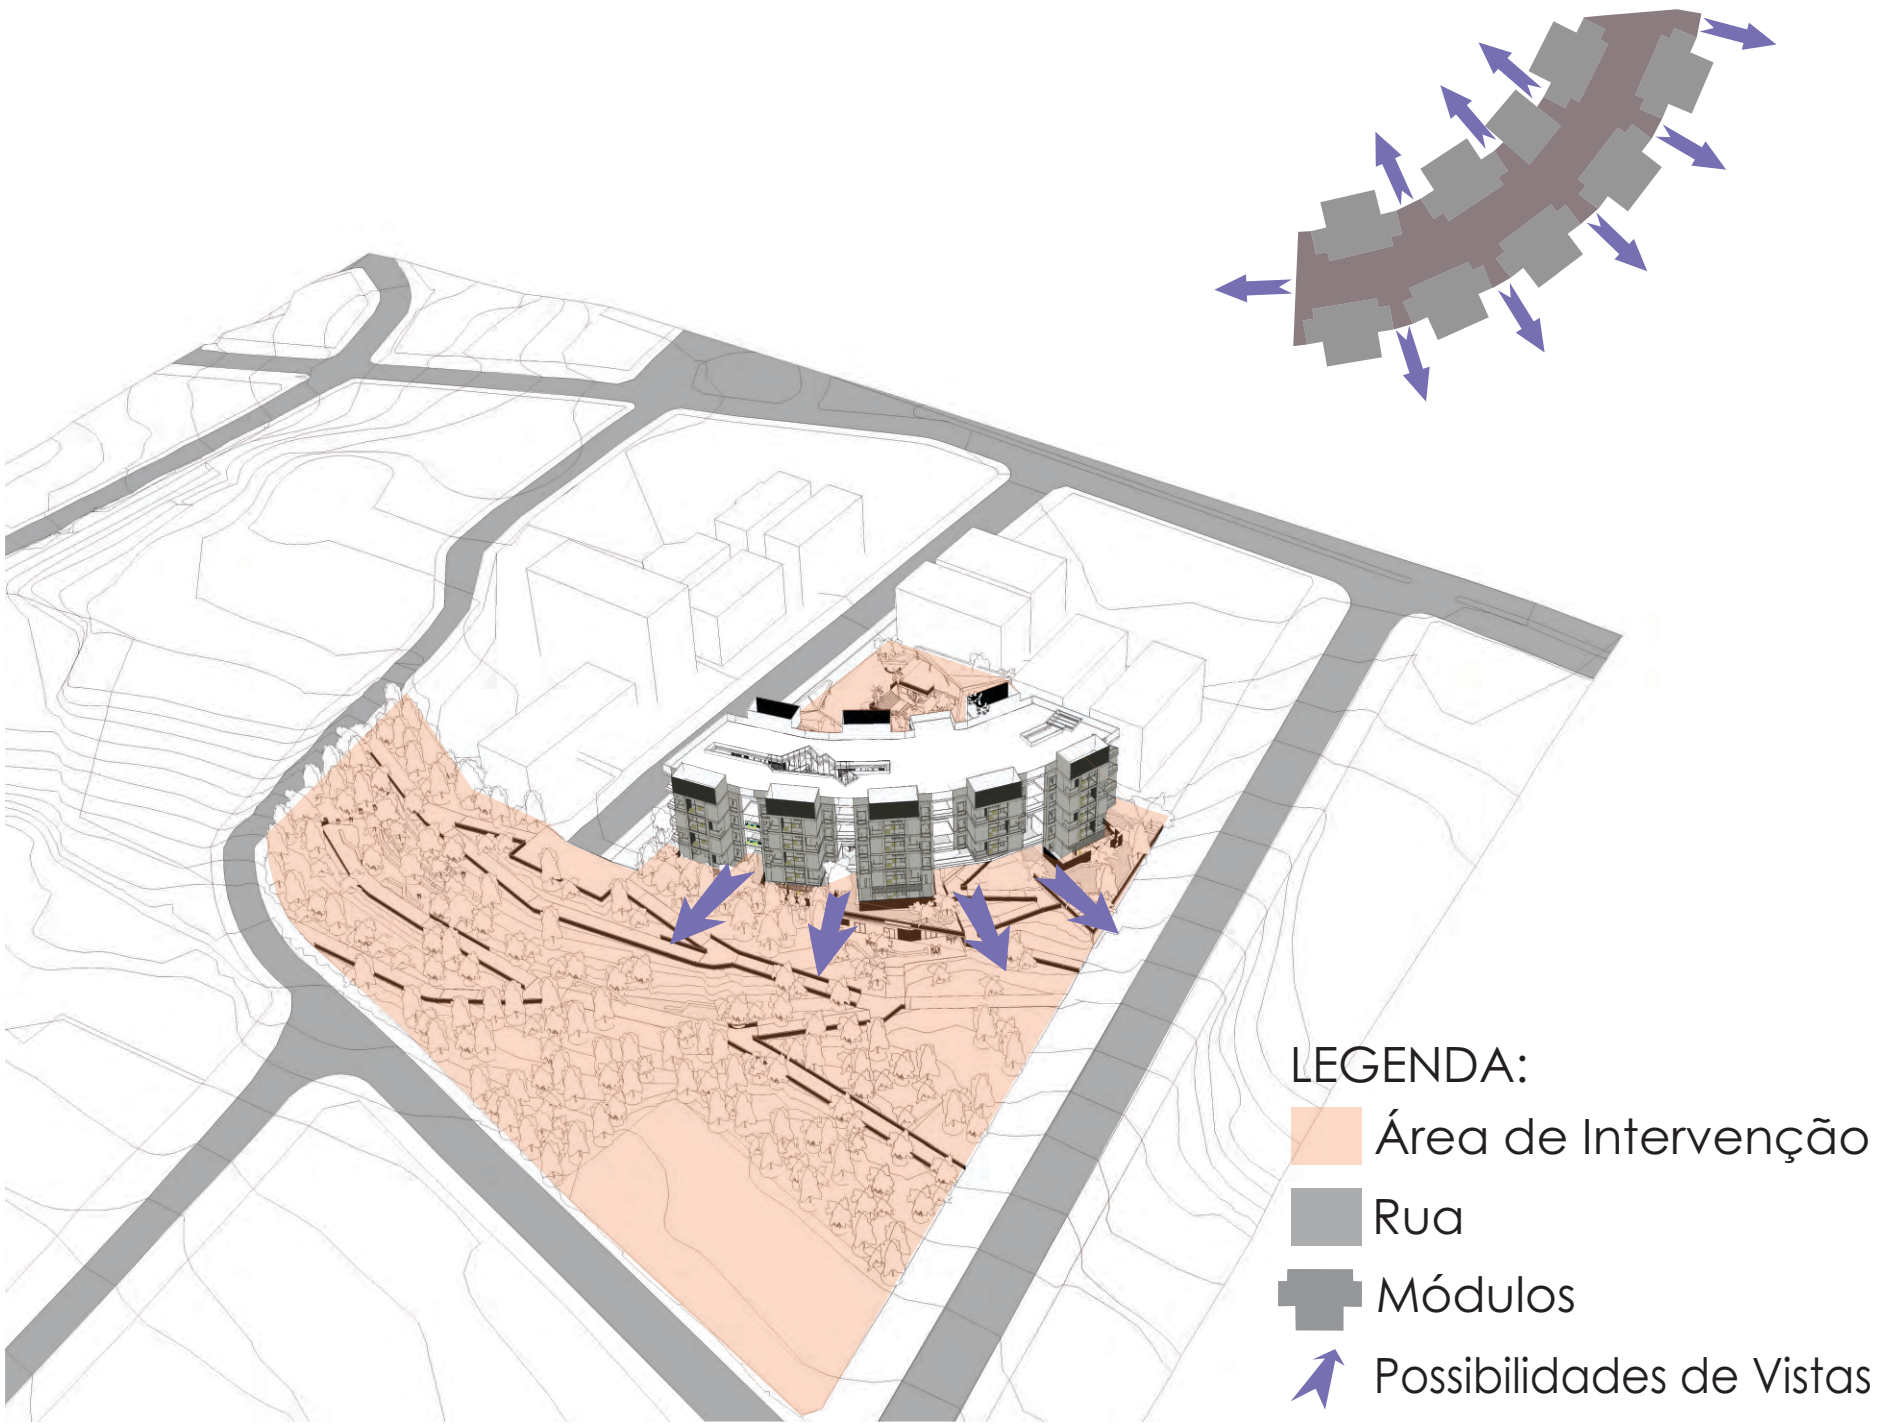 LEGENDA:
Área de Intervenção
Rua
Módulos
Possibilidades de Vistas